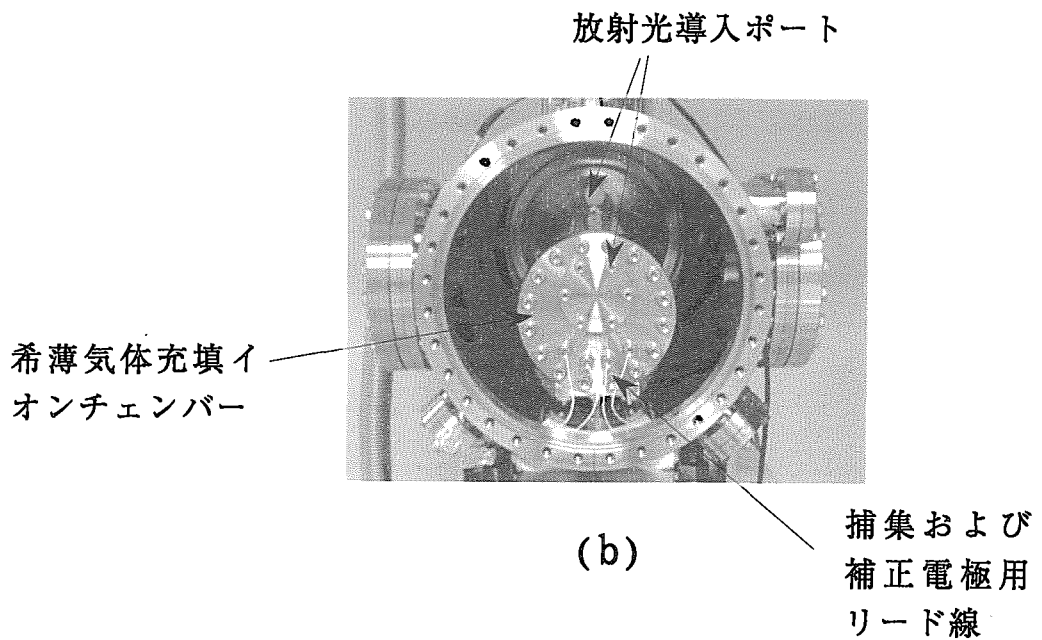 放射光導入ポート
希薄気体充填イ
オンチェンバー
(b)
捕集および
補正電極用
リード線